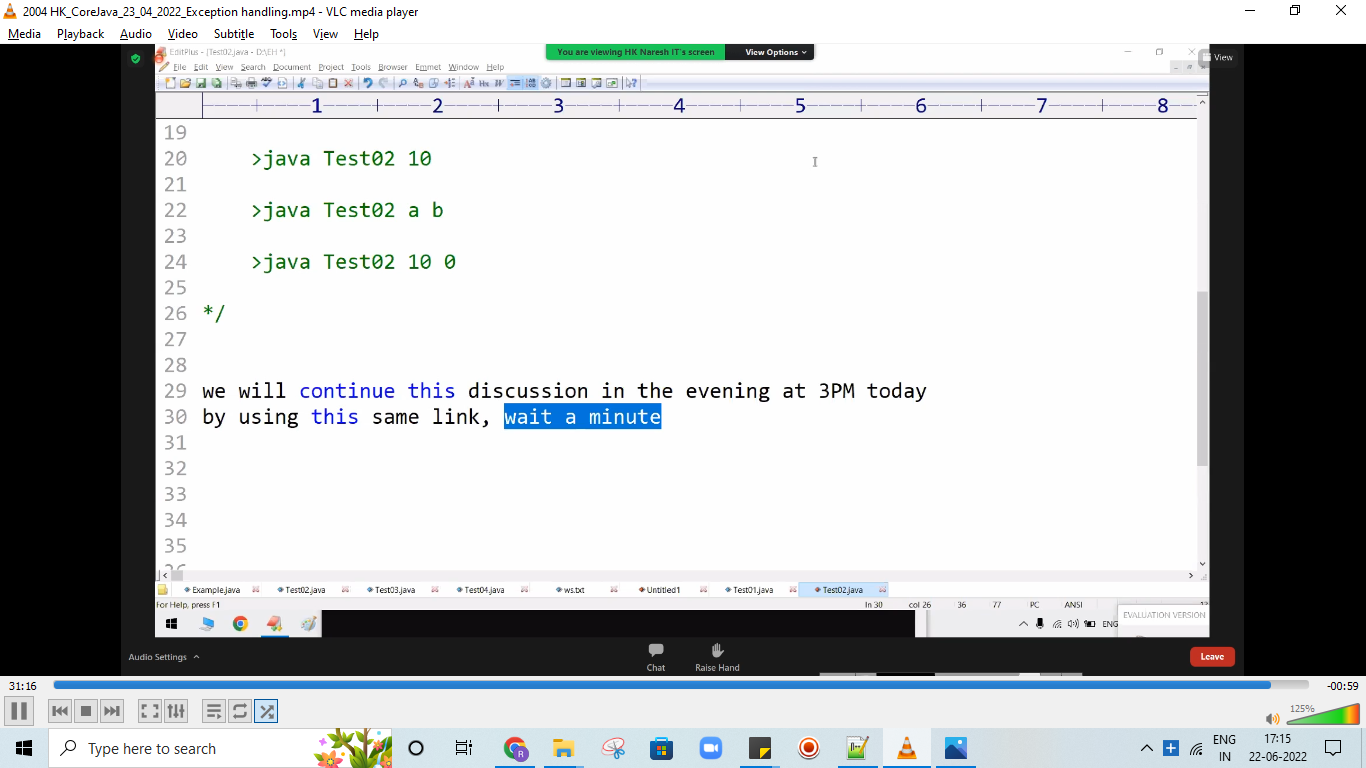 2004 HK_CoreJava_23_04_2022_Exception handling.mp4 - VLC media player
Media Playback Audio Video Subtitle Tools View Help
EditPlus - [Test02.java - D:\EH *]
You are viewing HK Naresh IT's screen View Options
View
File Edit View Search Document Project Tools Browser Emmet Window Help
1 2 3 4 5 6 7 8
19
20 >java Test02 10
21
22 >java Test02 a b
23
24 >java Test02 10 0
25
26 */
27
28
29 we will continue this discussion in the evening at 3PM today
30 by using this same link, wait a minute
31
32
33
34
35
Example.java Test02.java Test03.java Test04.java ws.txt Untitled1 Test01.java Test02.java
For Help, press F1 ln 30 col 26 36 77 PC ANSI
EVALUATION VERSION
ENG
Audio Settings Chat Raise Hand Leave
31:16 -00:59
125%
Type here to search
ENG 17:15
IN 22-06-2022